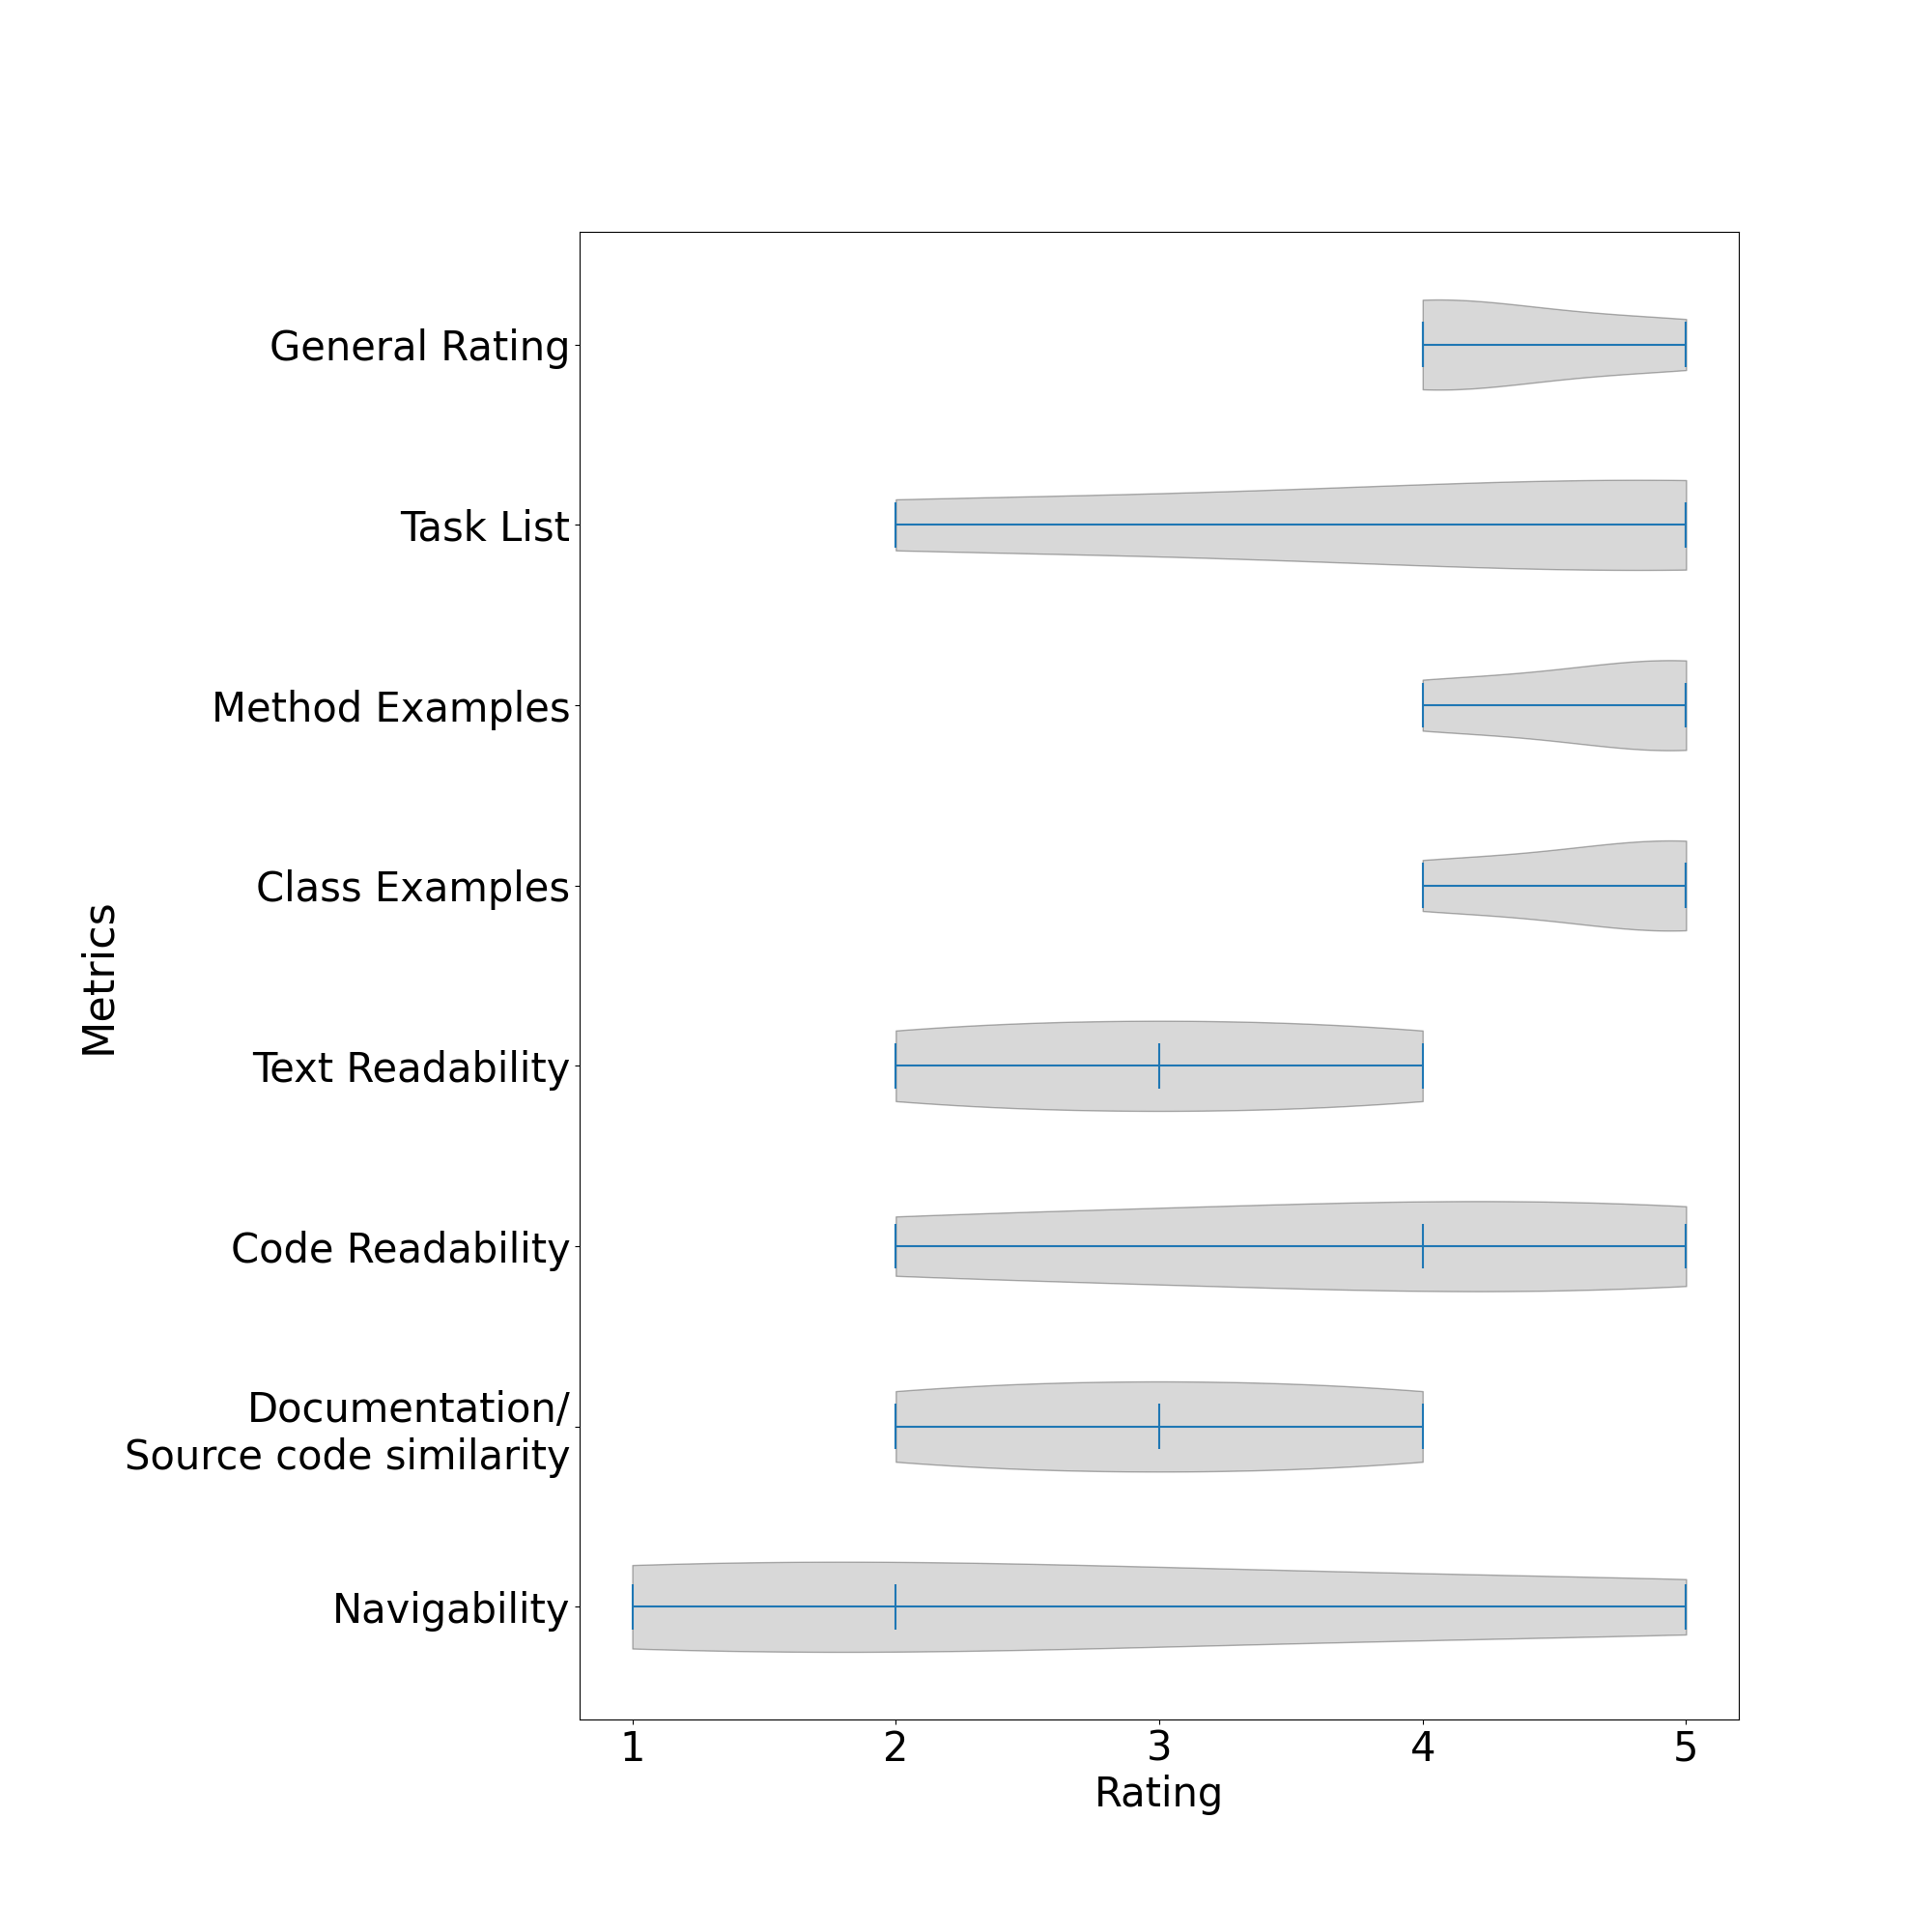 General Rating
Task List
Method Examples
Class Examples
Text Readability
Code Readability
Documentation/
Source code similarity
Navigability
Metrics
1 2 3 4 5
Rating